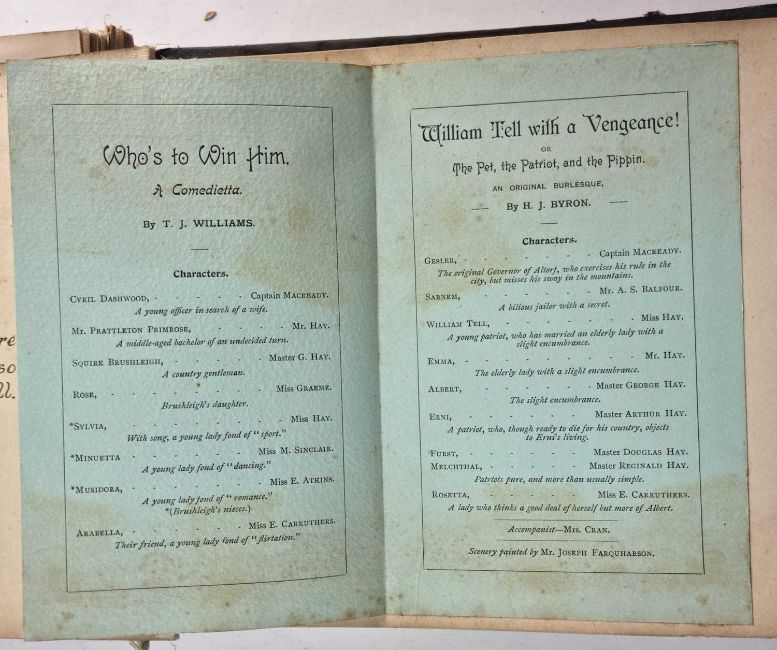 re
so
ll.
Who's to Win Him.
A Comedietta.
By T. J. WILLIAMS.
Characters.
CYRIL DASHWOOD, - - - - Captain MACREADY.
A young officer in search of a wife.
MR. PRATTLETON PRIMROSE, - - - - Mr. HAY.
A middle-aged bachelor of an undecided turn.
SQUIRE BRUSHLEIGH, - - - - - Master G. HAY.
A country gentleman.
ROSE, - - - - - - - Miss GRAEME.
Brushleigh's daughter.
*SYLVIA, - - - - - - - Miss HAY.
With song, a young lady fond of "sport."
*MINUETTA - - - - - Miss M. SINCLAIR.
A young lady fond of "dancing."
*MUSIDORA, - - - - - Miss E. ATKINS.
A young lady fond of "romance."
*(Brushleigh's nieces.)
ARABELLA, - - - - Miss E. CARRUTHERS.
Their friend, a young lady fond of "flirtation."
William Tell with a Vengeance!
OR
The Pet, the Patriot, and the Pippin.
AN ORIGINAL BURLESQUE,
By H. J. BYRON.
Characters.
GESLER, - - - - - - Captain MACREADY.
The original Governor of Altorf, who exercises his rule in the
city, but misses his sway in the mountains.
SARNEM, - - - - - - Mr. A. S. BALFOUR.
A bilious jailor with a secret.
WILLIAM TELL, - - - - - - Miss HAY.
A young patriot, who has married an elderly lady with a
slight encumbrance.
EMMA, - - - - - - - - Mr. HAY.
The elderly lady with a slight encumbrance.
ALBERT, - - - - - - Master GEORGE HAY.
The slight encumbrance.
ERNI, - - - - - - Master ARTHUR HAY.
A patriot, who, though ready to die for his country, objects
to Erni's living.
FURST, - - - - - - Master DOUGLAS HAY.
MELCHTHAL, - - - - - Master REGINALD HAY.
Patriots pure, and more than usually simple.
ROSETTA, - - - - - Miss E. CARRUTHERS.
A lady who thinks a good deal of herself but more of Albert.
Accompanist—MRS. CRAN.
Scenery painted by MR. JOSEPH FARQUHARSON.